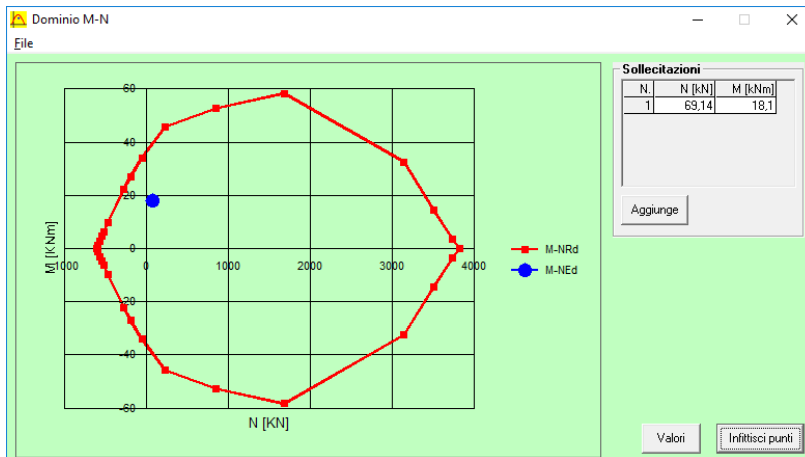 Dominio M-N
File
60
40
20
0
-20
-40
-60
M [KNm]
-1000 0 1000 2000 3000 4000
N [KN]
M-NRd
M-NEd
Sollecitazioni
N. N [kN] M [kNm]
1 69,14 18,1
Aggiunge
Valori
Infittisci punti